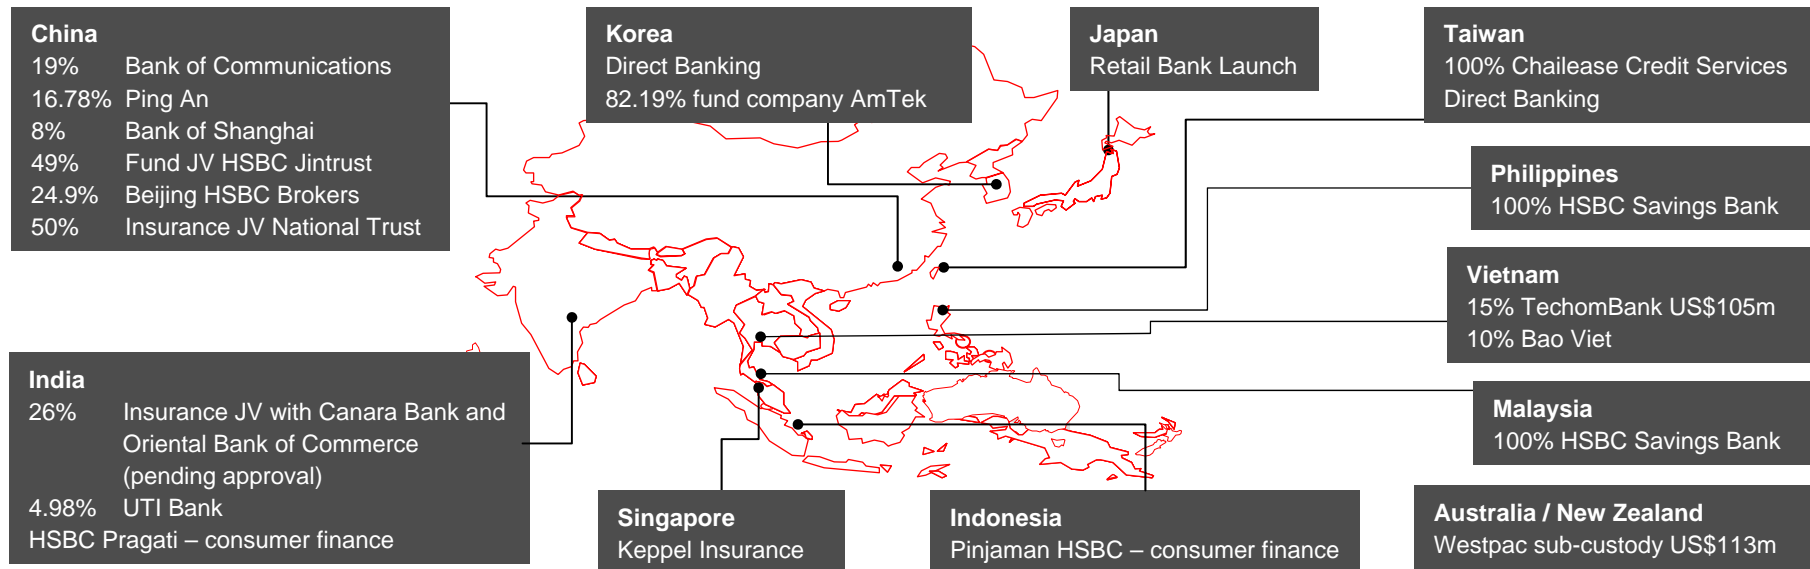 China
19% Bank of Communications
16.78% Ping An
8% Bank of Shanghai
49% Fund JV HSBC Jintrust
24.9% Beijing HSBC Brokers
50% Insurance JV National Trust
Korea
Direct Banking
82.19% fund company AmTek
Japan
Retail Bank Launch
Taiwan
100% Chailease Credit Services
Direct Banking
Philippines
100% HSBC Savings Bank
Vietnam
15% TechomBank US$105m
10% Bao Viet
India
26% Insurance JV with Canara Bank and
Oriental Bank of Commerce
(pending approval)
4.98% UTI Bank
HSBC Pragati – consumer finance
Malaysia
100% HSBC Savings Bank
Singapore
Keppel Insurance
Indonesia
Pinjaman HSBC – consumer finance
Australia / New Zealand
Westpac sub-custody US$113m